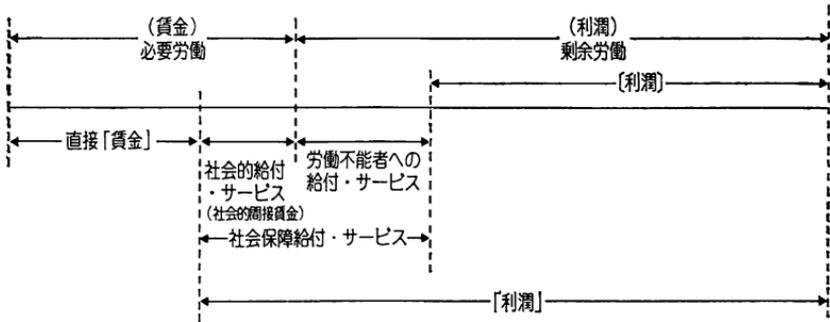 (賃金)
必要労働
(利潤)
剰余労働
〔利潤〕
直接「賃金」
社会的給付
・サービス
(社会的間接賃金)
労働不能者への
給付・サービス
社会保障給付・サービス
「利潤」